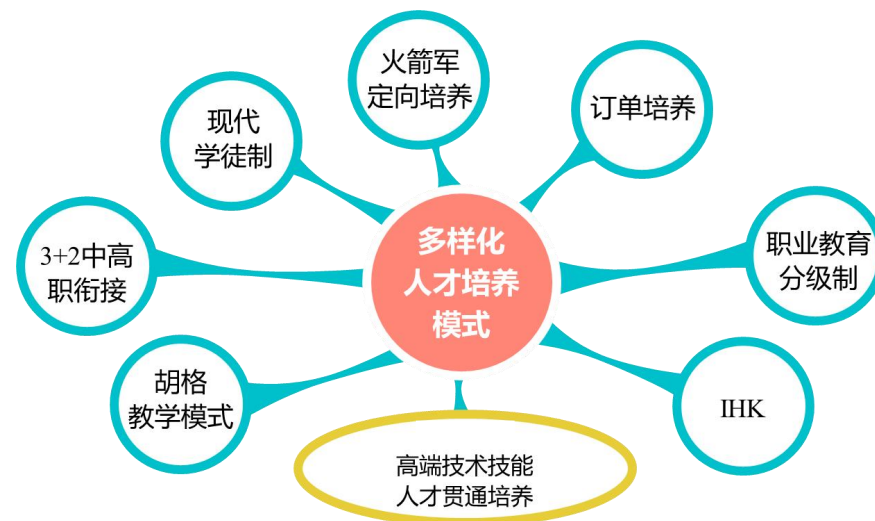 多样化
人才培养
模式
火箭军
定向培养
订单培养
职业教育
分级制
IHK
高端技术技能
人才贯通培养
胡格
教学模式
3+2中高
职衔接
现代
学徒制